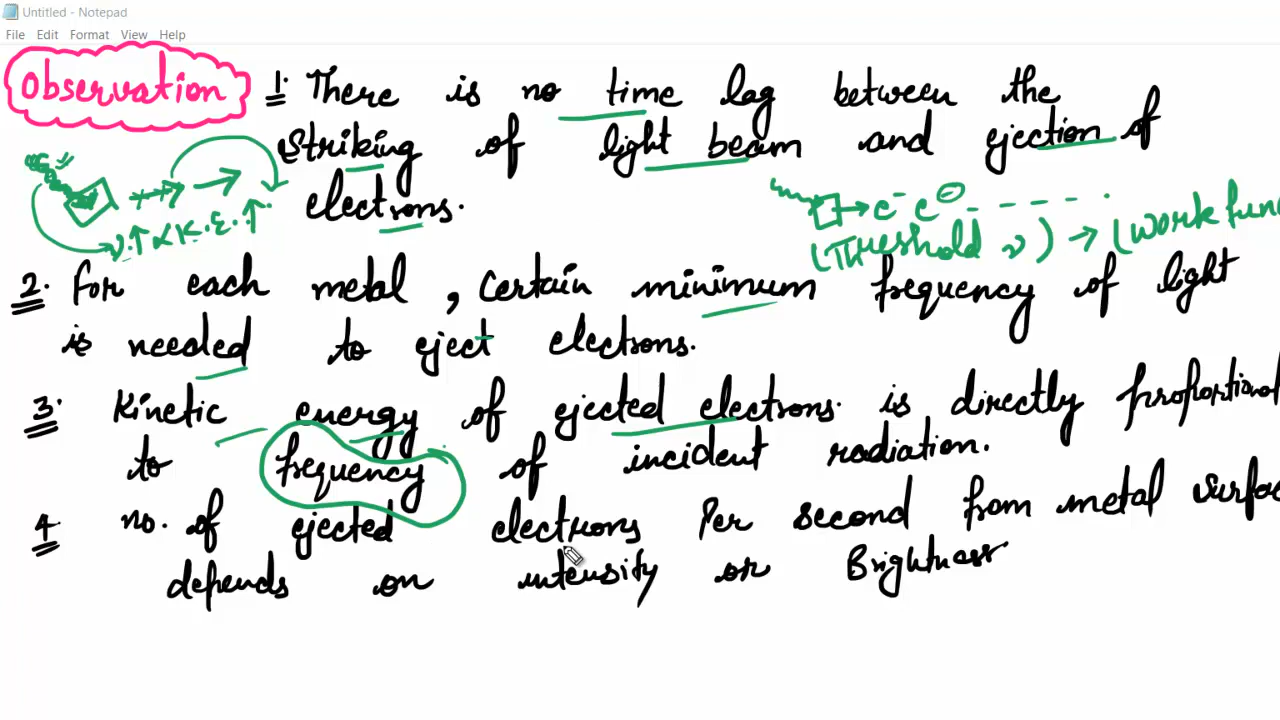 Untitled - Notepad
File Edit Format View Help
Observation
1. There is no time lag between the
striking of light beam and ejection of
electrons.
ν.↑ ∝ K.E.↑
e⁻ e⊖ - - - - -
(Threshold ν) → (work func
2. For each metal, certain minimum frequency of light
is needed to eject electrons.
3. Kinetic energy of ejected electrons is directly proportional
to frequency of incident radiation.
4 no. of ejected electrons Per second from metal surfac
depends on intensity or Brightness